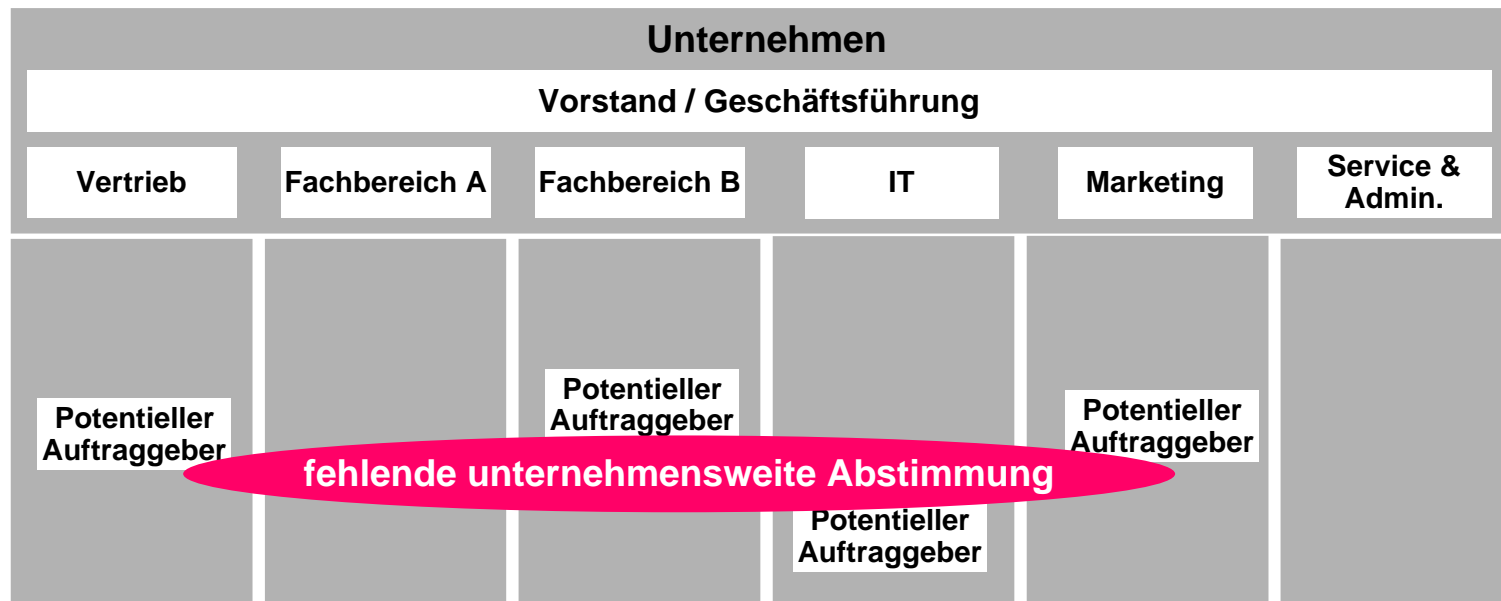 Unternehmen
Vorstand / Geschäftsführung
Vertrieb
Fachbereich A
Fachbereich B
IT
Marketing
Service &
Admin.
Potentieller
Auftraggeber
Potentieller
Auftraggeber
Potentieller
Auftraggeber
fehlende unternehmensweite Abstimmung
Potentieller
Auftraggeber